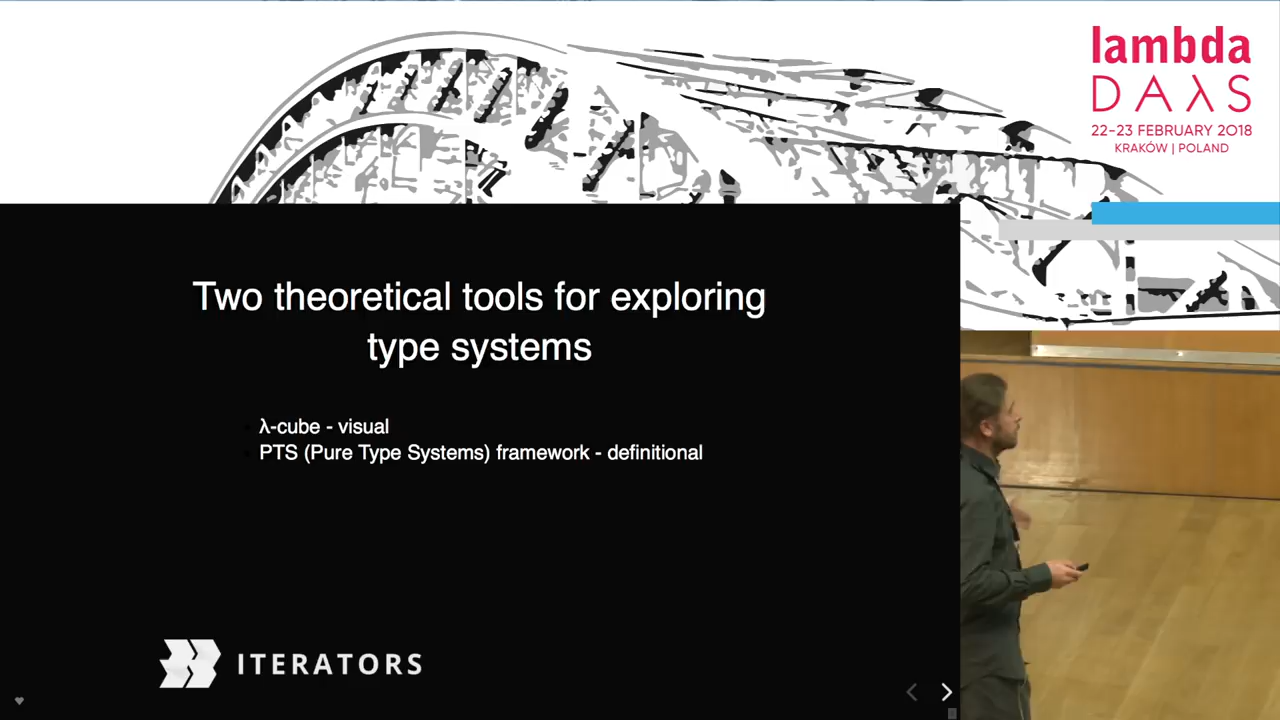 lambda
DAλS
22-23 FEBRUARY 2018
KRAKÓW | POLAND
Two theoretical tools for exploring
type systems
λ-cube - visual
PTS (Pure Type Systems) framework - definitional
ITERATORS